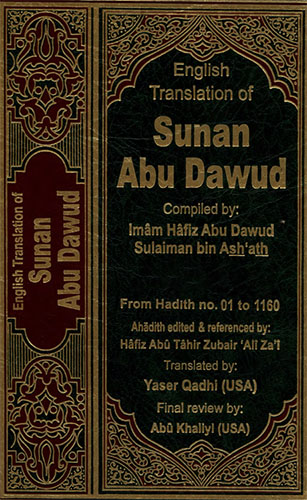 English Translation of
Sunan
Abu Dawud
English
Translation of
Sunan
Abu Dawud
Compiled by:
Imâm Hâfiz Abu Dawud
Sulaiman bin Ash'ath
From Hadith no. 01 to 1160
Ahâdith edited & referenced by:
Hâfiz Abû Tâhir Zubair 'Ali Za'i
Translated by:
Yaser Qadhi (USA)
Final review by:
Abû Khaliyl (USA)